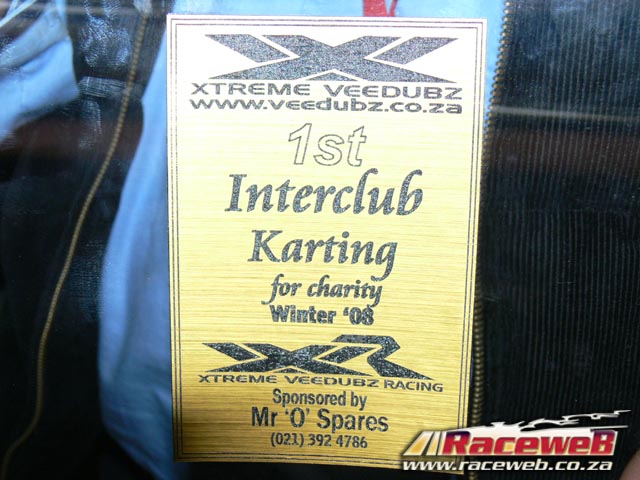 XTREME VEEDUBZ
www.veedubz.co.za
1st
Interclub
Karting
for charity
Winter '08
XR
XTREME VEEDUBZ RACING
Sponsored by
Mr 'O' Spares
(021) 392 4786
RaceweB
www.raceweb.co.za